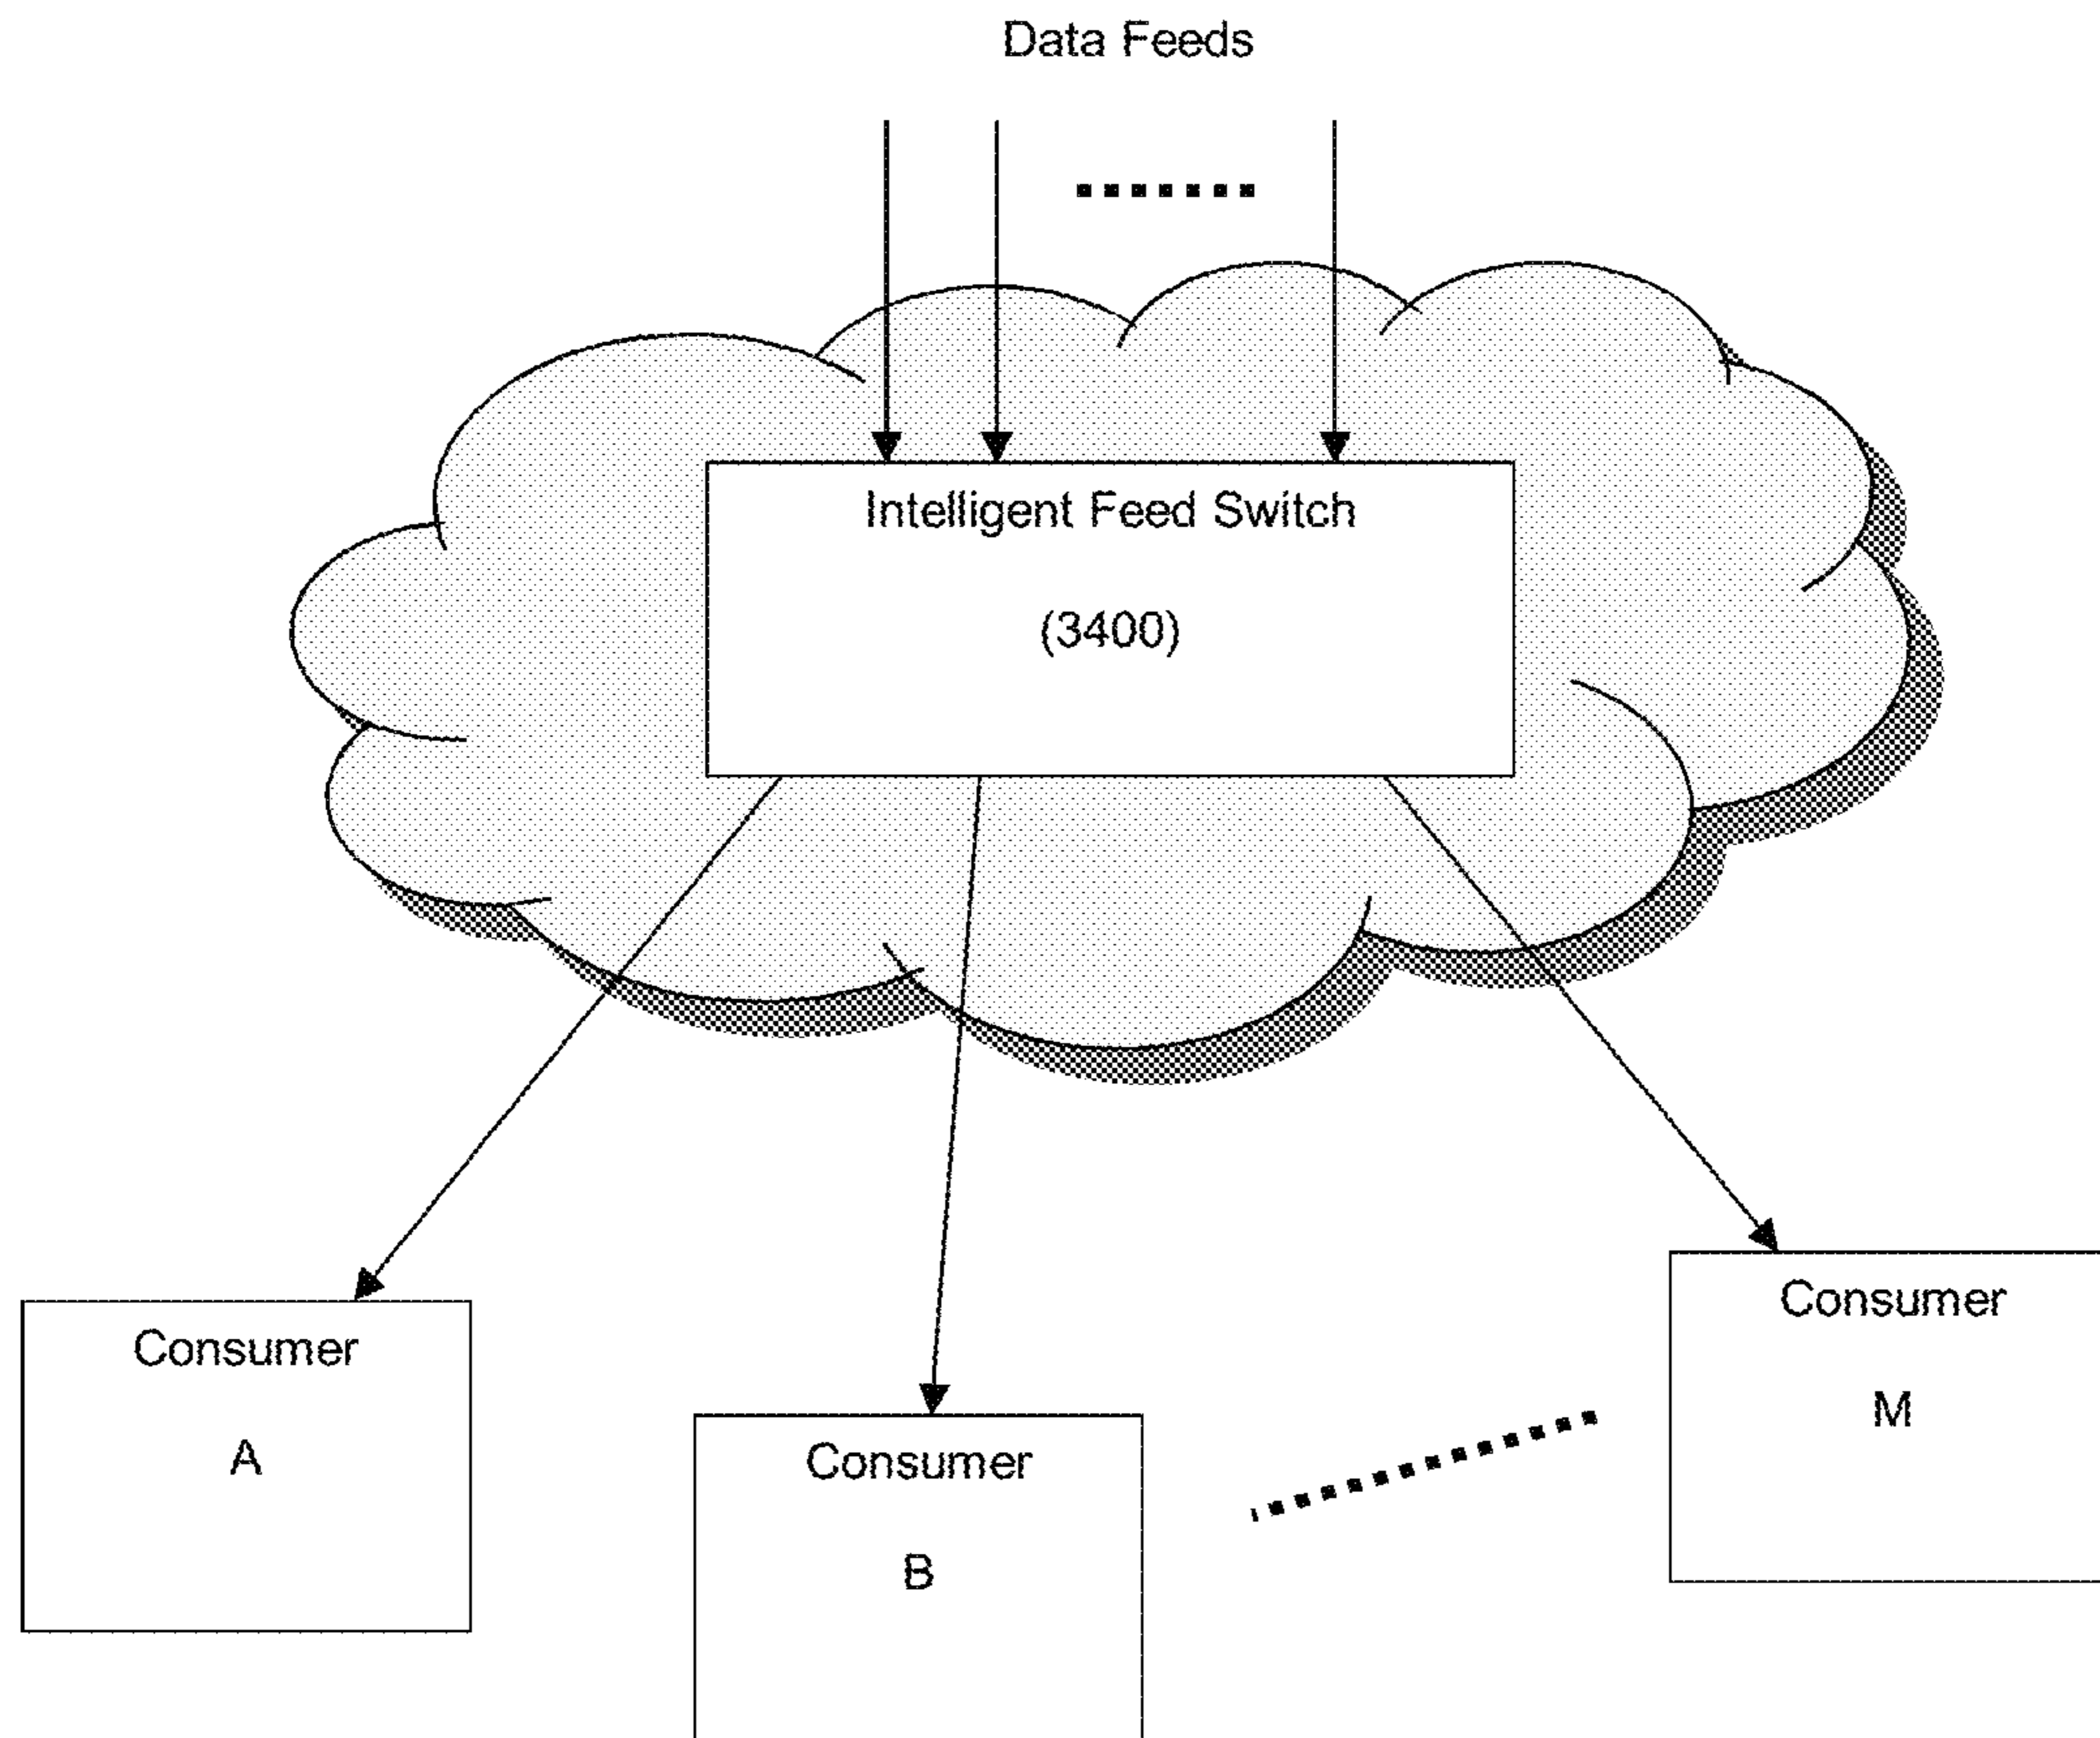 Data Feeds
Intelligent Feed Switch
(3400)
Consumer
A
Consumer
B
Consumer
M